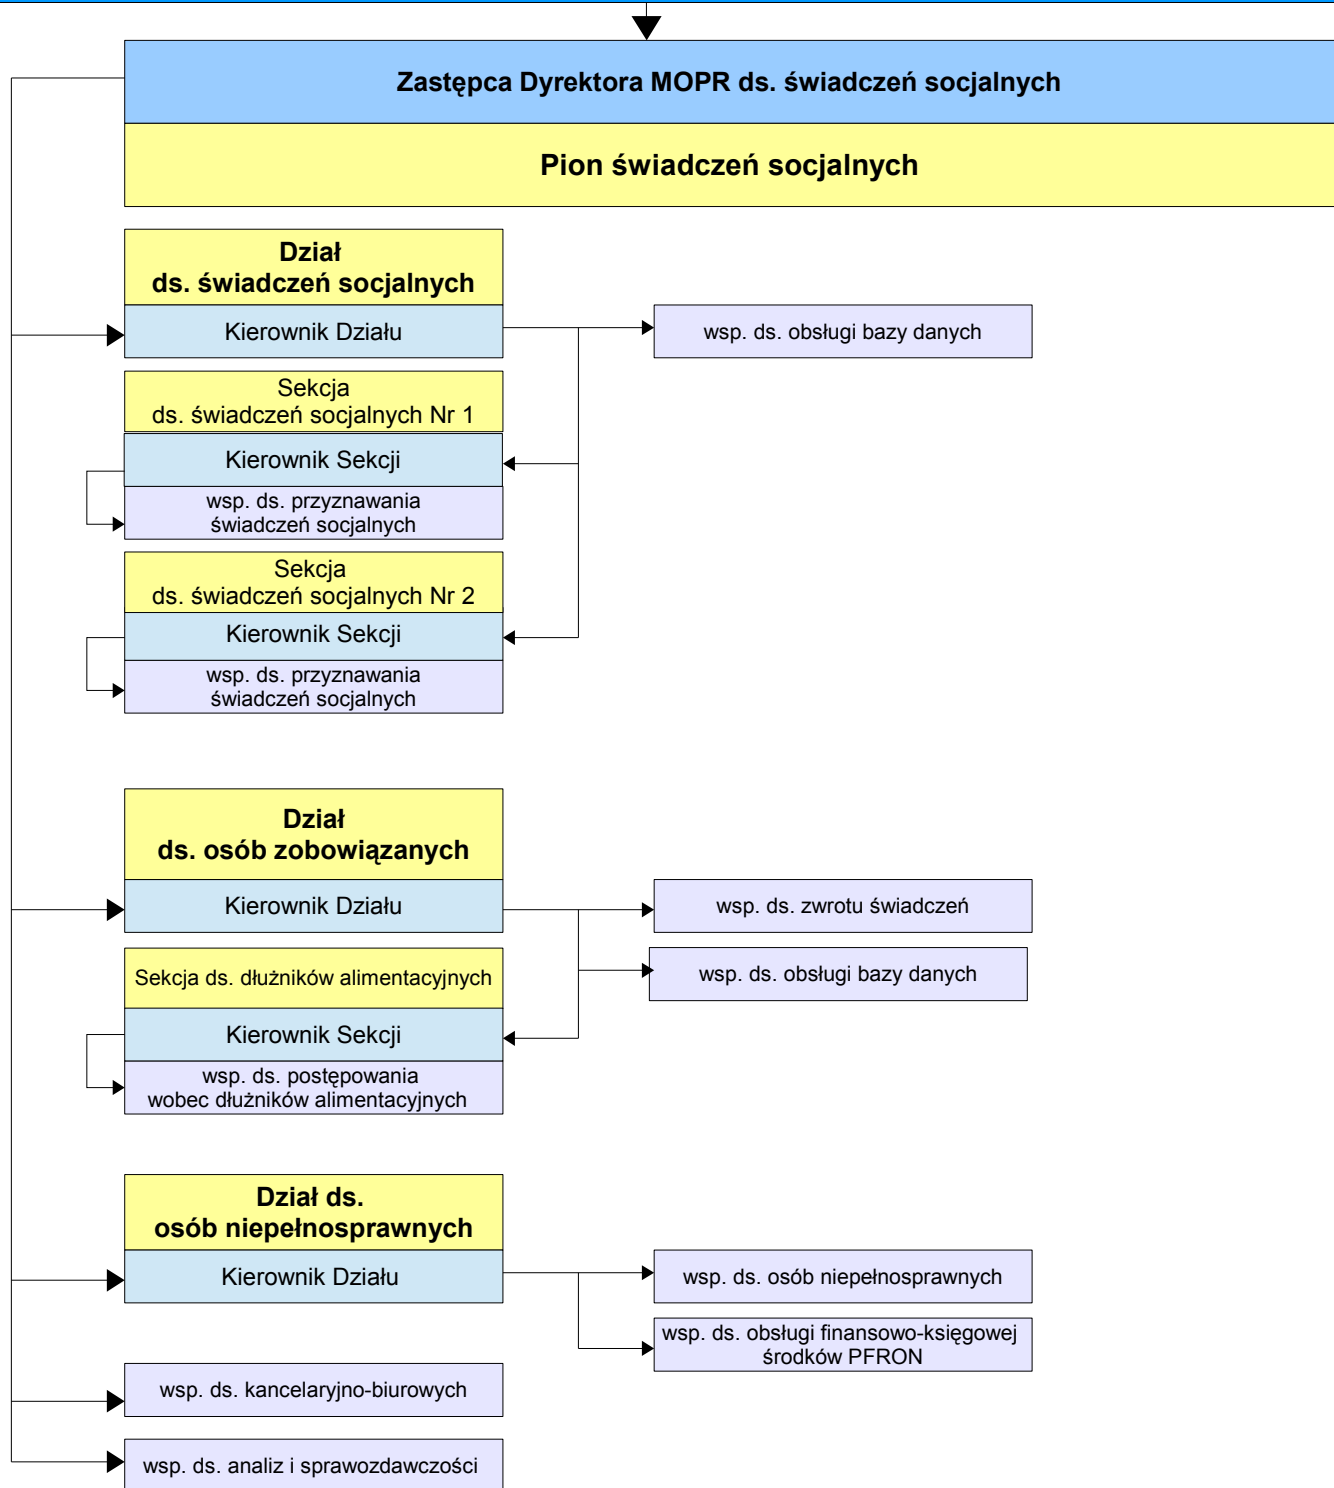 Zastępca Dyrektora MOPR ds. świadczeń socjalnych
Pion świadczeń socjalnych
Dział
ds. świadczeń socjalnych
Kierownik Działu
wsp. ds. obsługi bazy danych
Sekcja
ds. świadczeń socjalnych Nr 1
Kierownik Sekcji
wsp. ds. przyznawania
świadczeń socjalnych
Sekcja
ds. świadczeń socjalnych Nr 2
Kierownik Sekcji
wsp. ds. przyznawania
świadczeń socjalnych
Dział
ds. osób zobowiązanych
Kierownik Działu
wsp. ds. zwrotu świadczeń
wsp. ds. obsługi bazy danych
Sekcja ds. dłużników alimentacyjnych
Kierownik Sekcji
wsp. ds. postępowania
wobec dłużników alimentacyjnych
Dział ds.
osób niepełnosprawnych
Kierownik Działu
wsp. ds. osób niepełnosprawnych
wsp. ds. obsługi finansowo-księgowej
środków PFRON
wsp. ds. kancelaryjno-biurowych
wsp. ds. analiz i sprawozdawczości